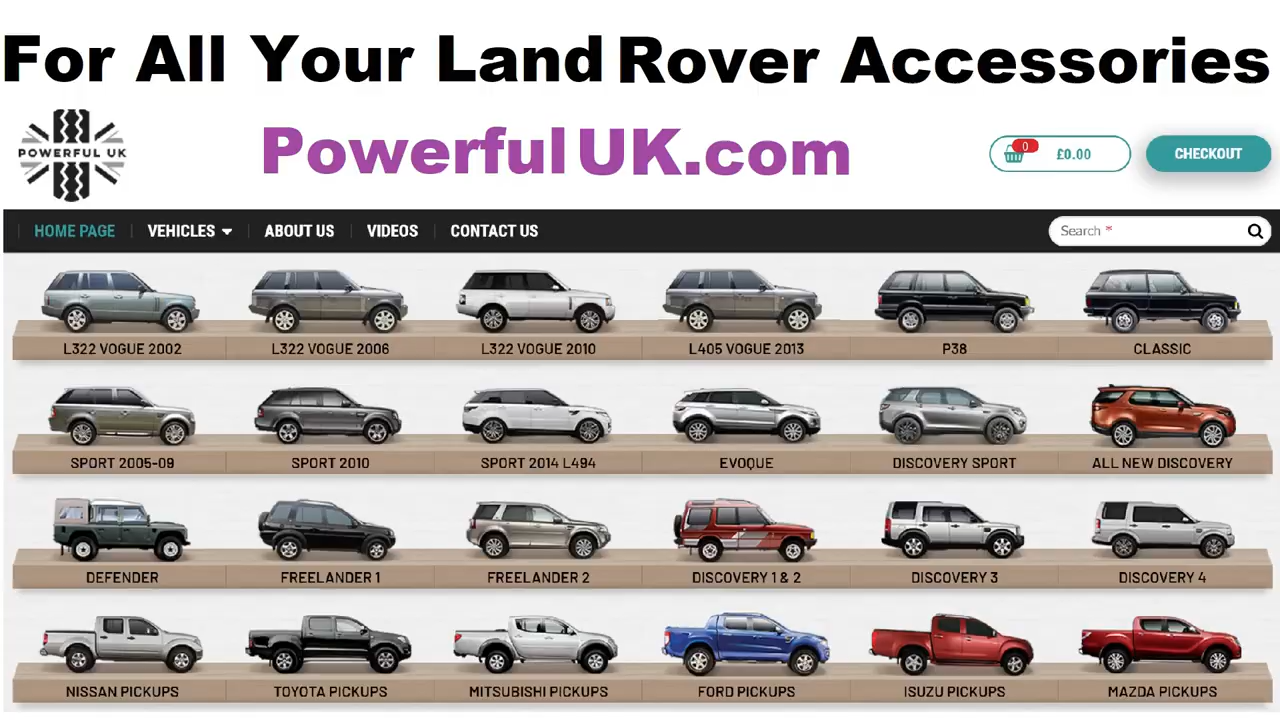 For All Your Land Rover Accessories
POWERFUL UK
PowerfulUK.com
0
£0.00
CHECKOUT
HOME PAGE
VEHICLES
ABOUT US
VIDEOS
CONTACT US
Search *
L322 VOGUE 2002
L322 VOGUE 2006
L322 VOGUE 2010
L405 VOGUE 2013
P38
CLASSIC
SPORT 2005-09
SPORT 2010
SPORT 2014 L494
EVOQUE
DISCOVERY SPORT
ALL NEW DISCOVERY
DEFENDER
FREELANDER 1
FREELANDER 2
DISCOVERY 1 & 2
DISCOVERY 3
DISCOVERY 4
NISSAN PICKUPS
TOYOTA PICKUPS
MITSUBISHI PICKUPS
FORD PICKUPS
ISUZU PICKUPS
MAZDA PICKUPS